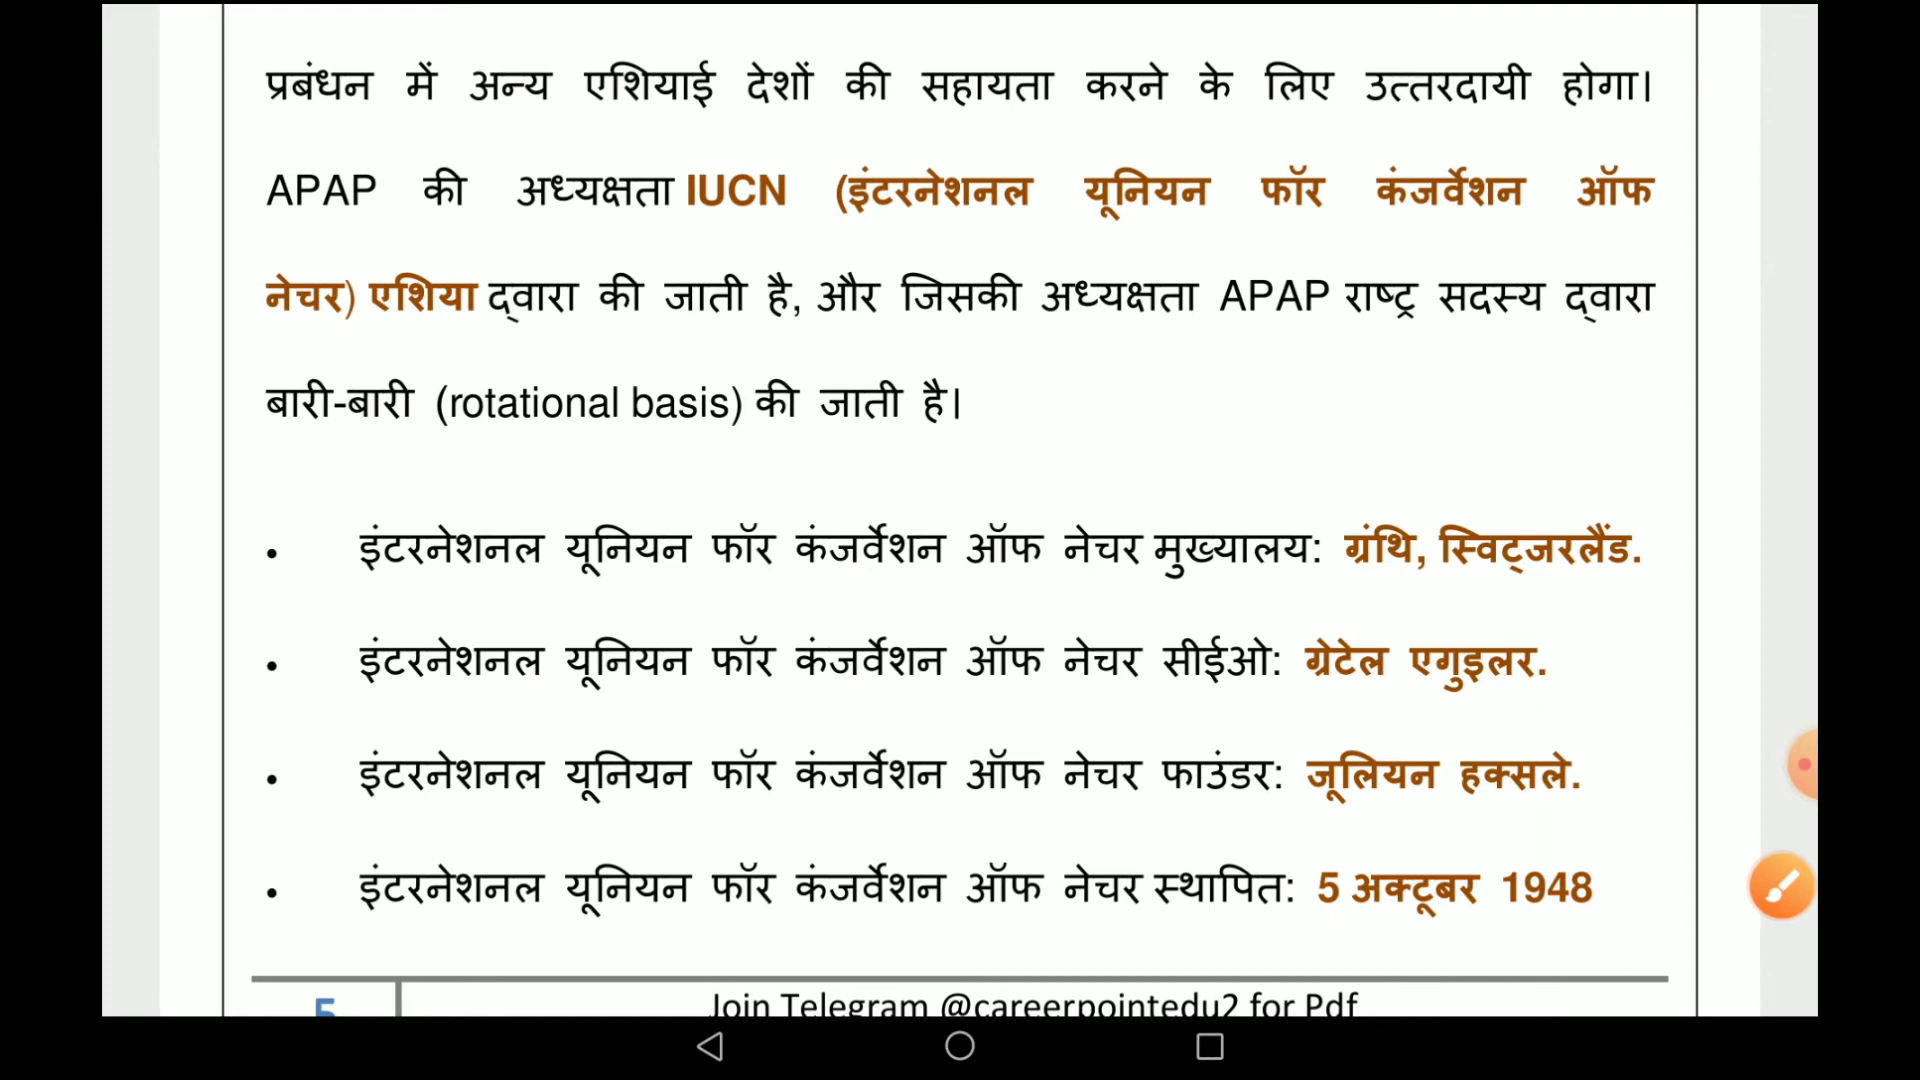 प्रबंधन में अन्य एशियाई देशों की सहायता करने के लिए उत्तरदायी होगा।
APAP की अध्यक्षता IUCN (इंटरनेशनल यूनियन फॉर कंजर्वेशन ऑफ
नेचर) एशिया द्वारा की जाती है, और जिसकी अध्यक्षता APAP राष्ट्र सदस्य द्वारा
बारी-बारी (rotational basis) की जाती है।
• इंटरनेशनल यूनियन फॉर कंजर्वेशन ऑफ नेचर मुख्यालय: ग्रंथि, स्विट्जरलैंड.
• इंटरनेशनल यूनियन फॉर कंजर्वेशन ऑफ नेचर सीईओ: ग्रेटेल एगुइलर.
• इंटरनेशनल यूनियन फॉर कंजर्वेशन ऑफ नेचर फाउंडर: जूलियन हक्सले.
• इंटरनेशनल यूनियन फॉर कंजर्वेशन ऑफ नेचर स्थापित: 5 अक्टूबर 1948
5 Join Telegram @careerpointedu2 for Pdf